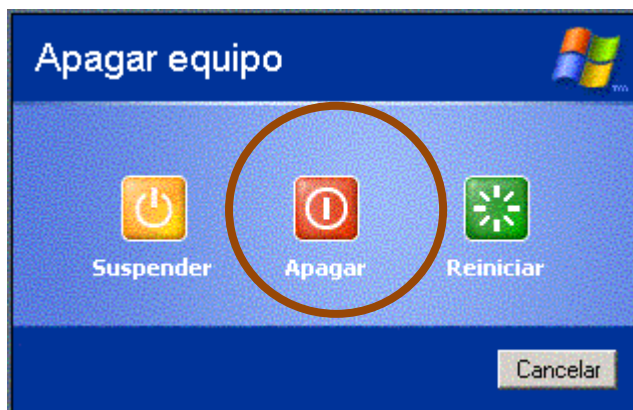 Apagar equipo
Suspender
Apagar
Reiniciar
Cancelar